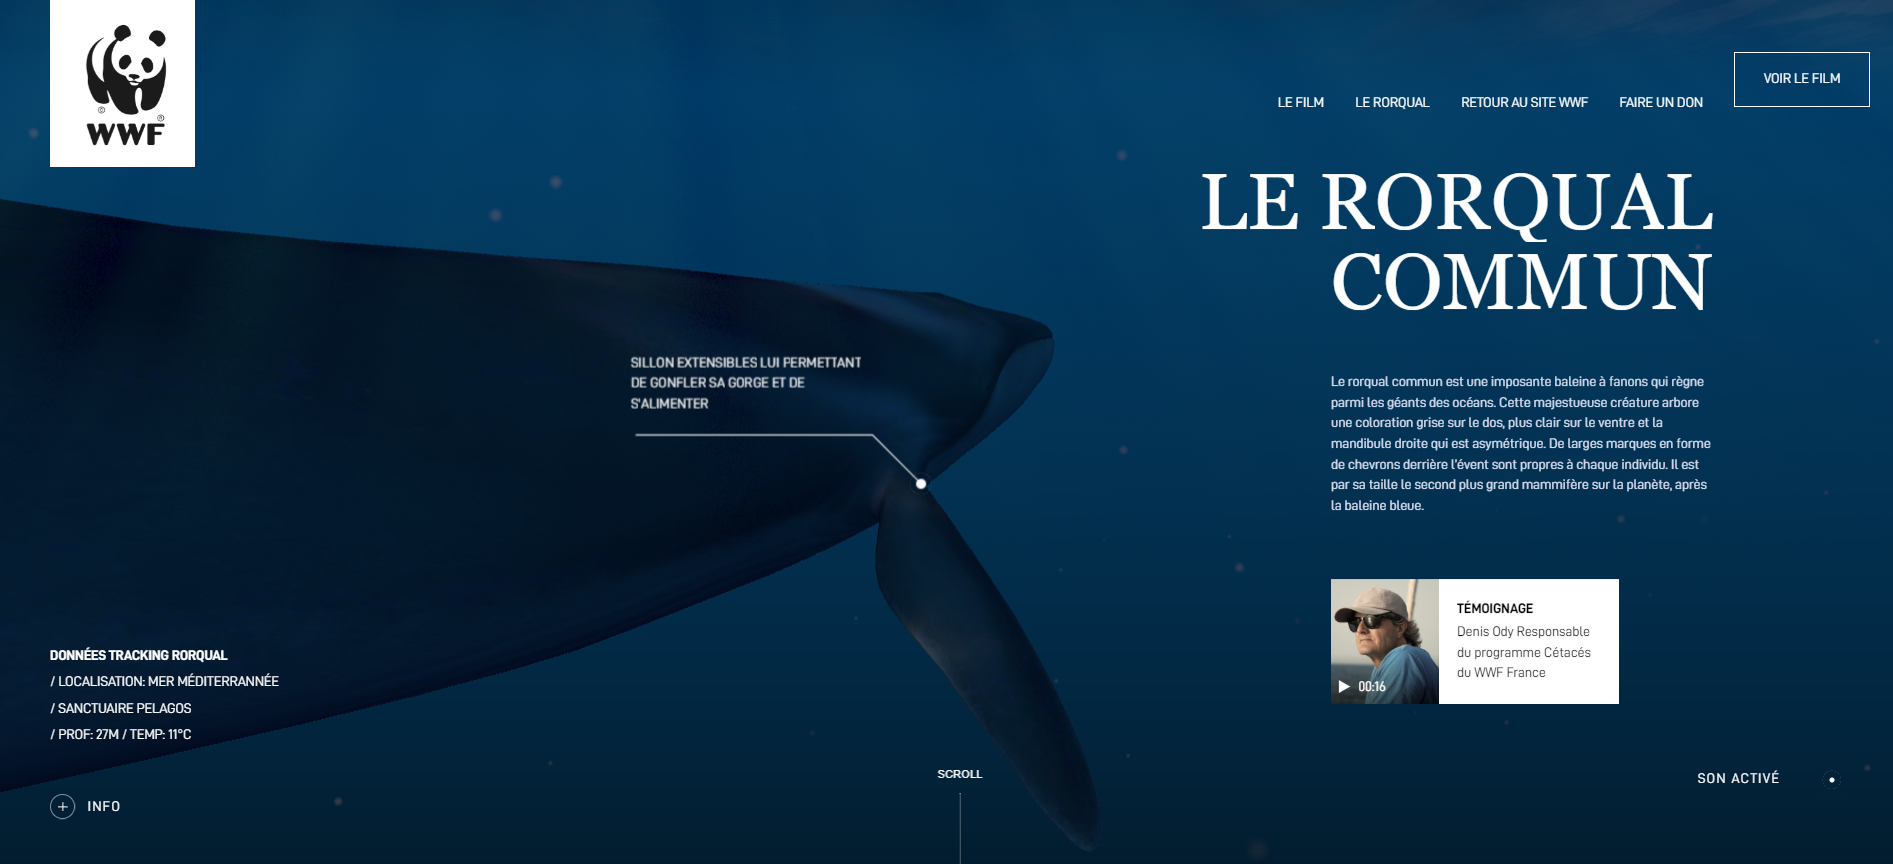 WWF
LE FILM
LE RORQUAL
RETOUR AU SITE WWF
FAIRE UN DON
VOIR LE FILM
LE RORQUAL
COMMUN
SILLON EXTENSIBLES LUI PERMETTANT
DE GONFLER SA GORGE ET DE
S'ALIMENTER
Le rorqual commun est une imposante baleine à fanons qui règne
parmi les géants des océans. Cette majestueuse créature arbore
une coloration grise sur le dos, plus clair sur le ventre et la
mandibule droite qui est asymétrique. De larges marques en forme
de chevrons derrière l'évent sont propres à chaque individu. Il est
par sa taille le second plus grand mammifère sur la planète, après
la baleine bleue.
TÉMOIGNAGE
Denis Ody Responsable
du programme Cétacés
du WWF France
00:16
DONNÉES TRACKING RORQUAL
/ LOCALISATION: MER MÉDITERRANNÉE
/ SANCTUAIRE PELAGOS
/ PROF: 27M / TEMP: 11°C
INFO
SCROLL
SON ACTIVÉ